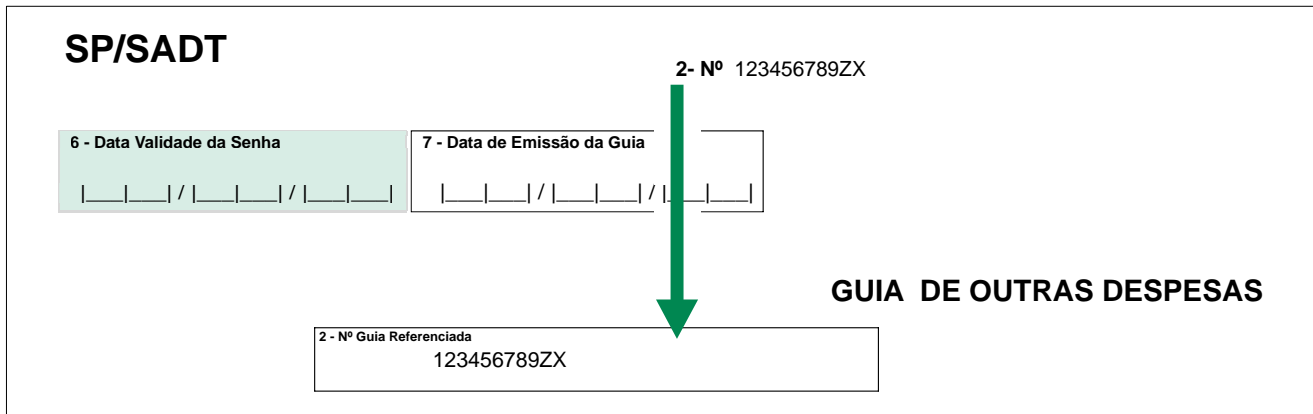 SP/SADT
2- Nº 123456789ZX
6 - Data Validade da Senha
7 - Data de Emissão da Guia
|___|___| / |___|___| / |___|___|
|___|___| / |___|___| / |___|___|
GUIA DE OUTRAS DESPESAS
2 - Nº Guia Referenciada
123456789ZX